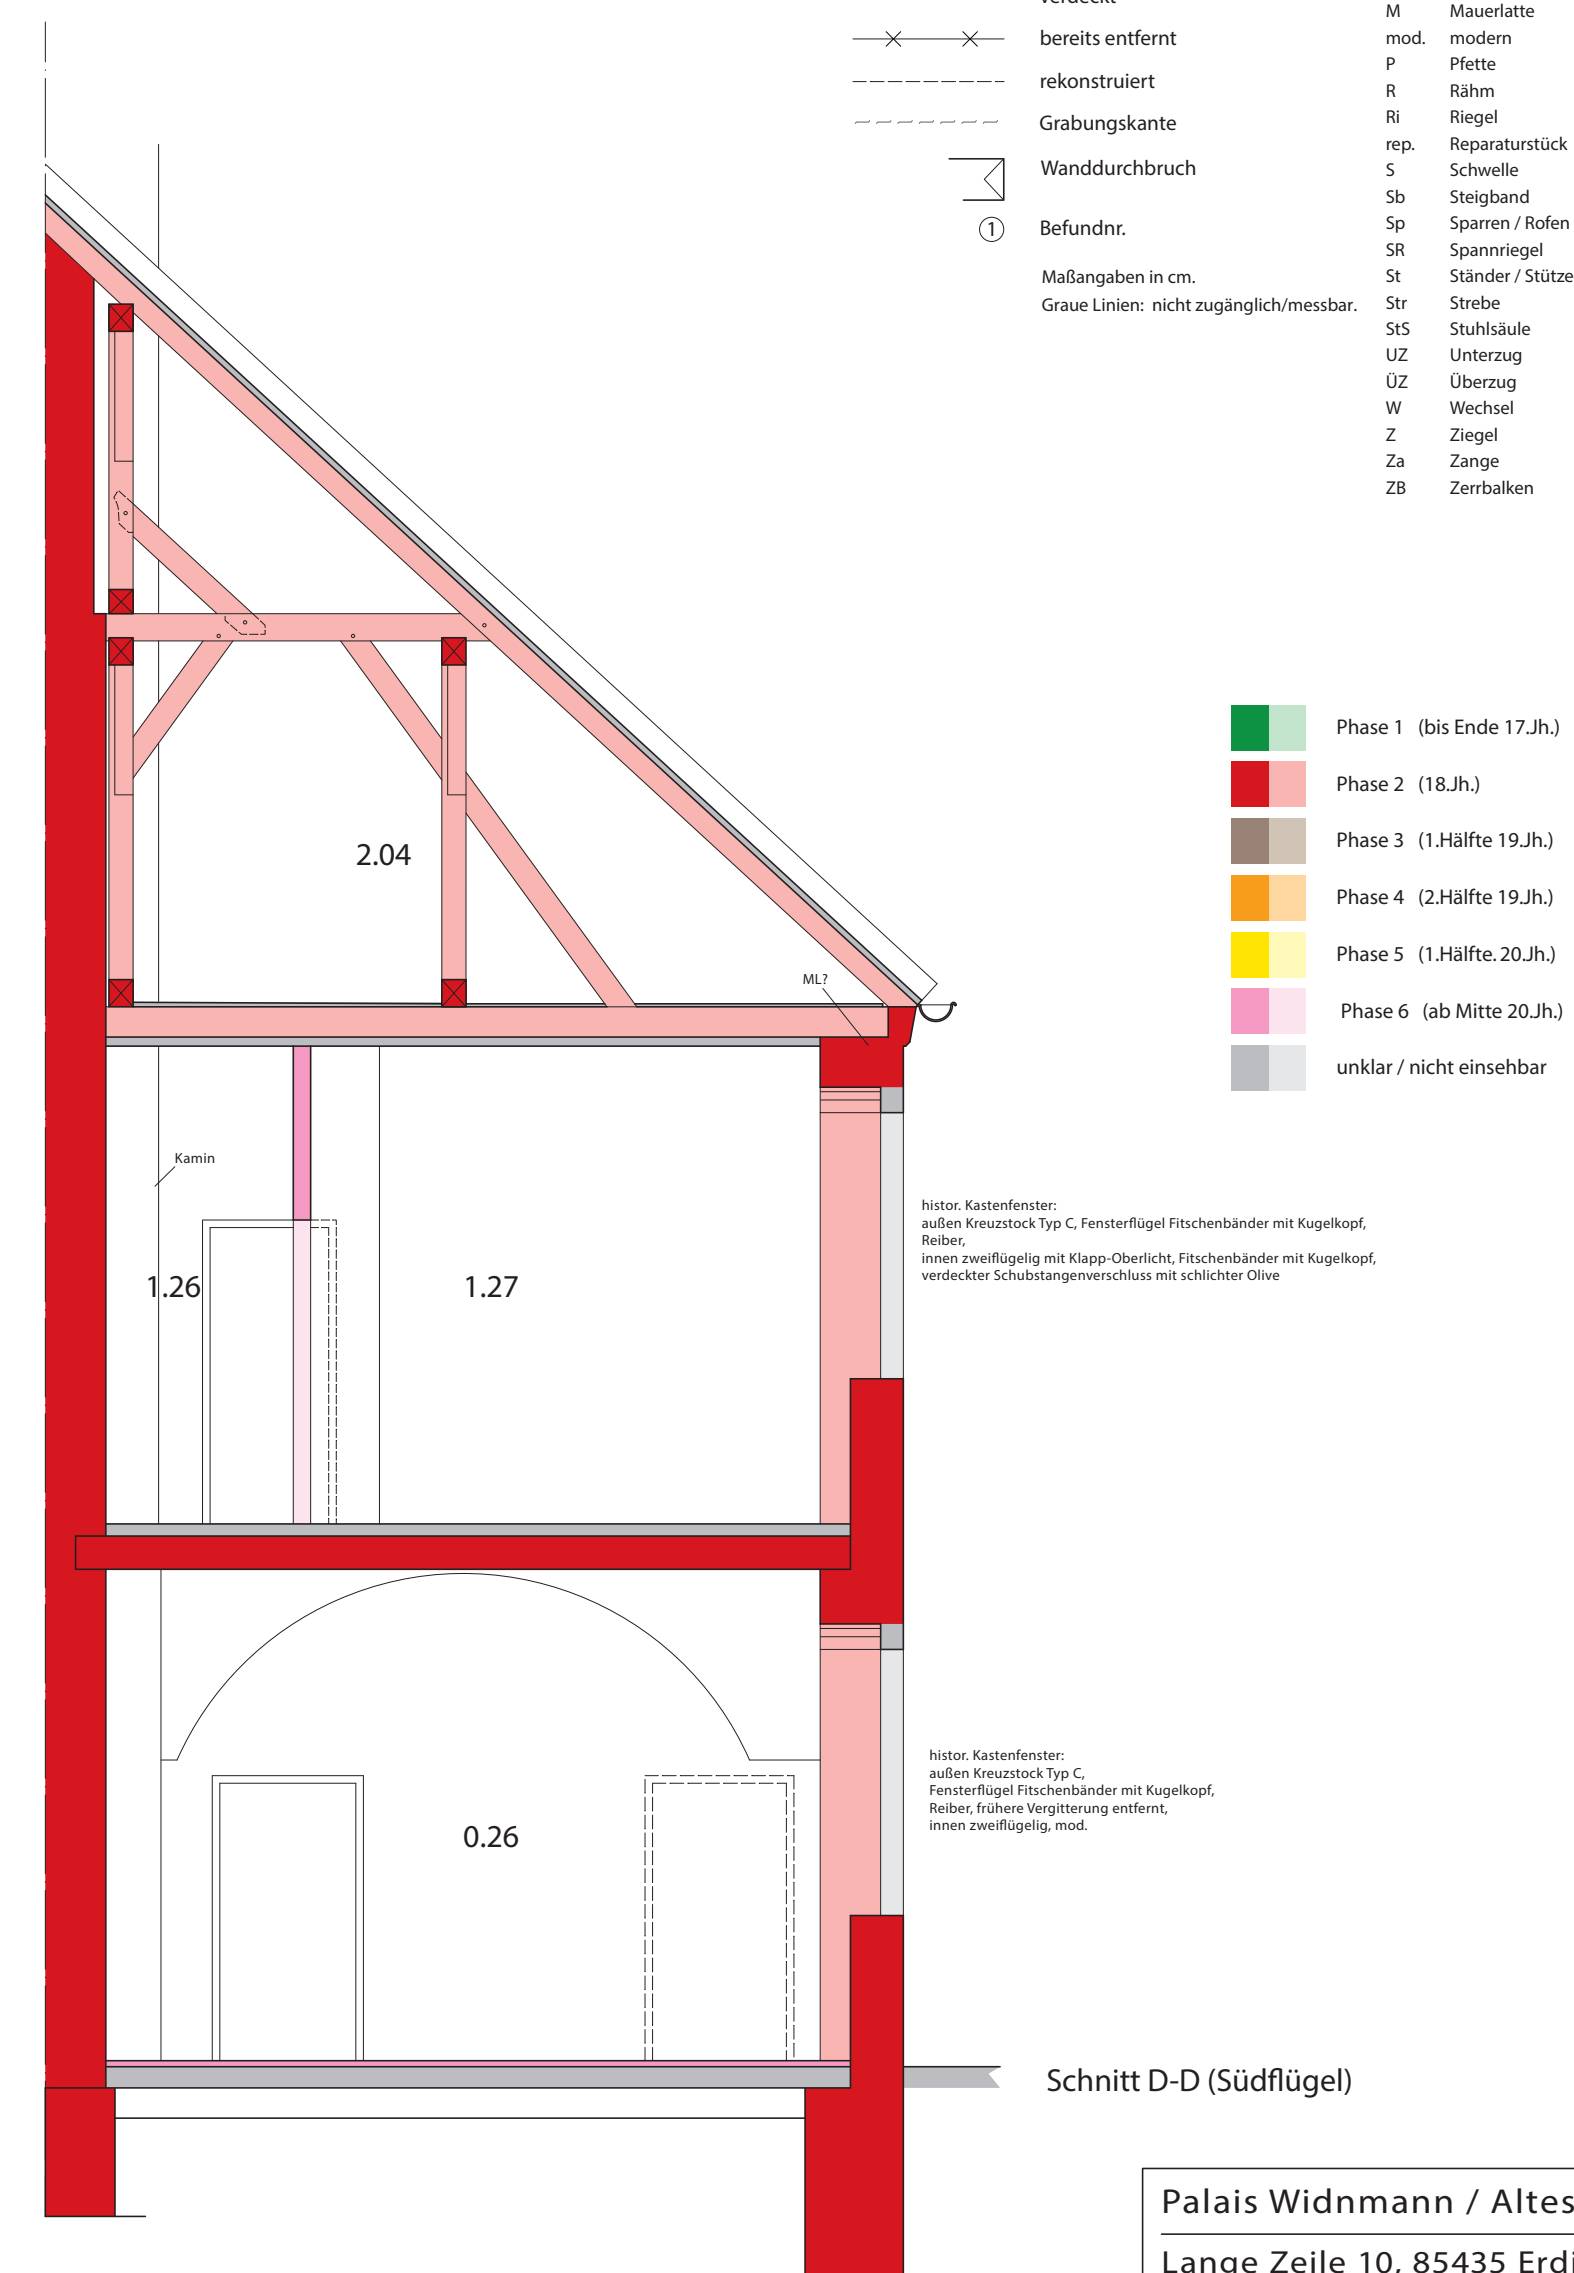 bereits entfernt
rekonstruiert
Grabungskante
Wanddurchbruch
1 Befundnr.
Maßangaben in cm.
Graue Linien: nicht zugänglich/messbar.
M Mauerlatte
mod. modern
P Pfette
R Rähm
Ri Riegel
rep. Reparaturstück
S Schwelle
Sb Steigband
Sp Sparren / Rofen
SR Spannriegel
St Ständer / Stütze
Str Strebe
StS Stuhlsäule
UZ Unterzug
ÜZ Überzug
W Wechsel
Z Ziegel
Za Zange
ZB Zerrbalken
Phase 1 (bis Ende 17.Jh.)
Phase 2 (18.Jh.)
Phase 3 (1.Hälfte 19.Jh.)
Phase 4 (2.Hälfte 19.Jh.)
Phase 5 (1.Hälfte. 20.Jh.)
Phase 6 (ab Mitte 20.Jh.)
unklar / nicht einsehbar
2.04
ML?
Kamin
1.26
1.27
histor. Kastenfenster:
außen Kreuzstock Typ C, Fensterflügel Fitschenbänder mit Kugelkopf,
Reiber,
innen zweiflügelig mit Klapp-Oberlicht, Fitschenbänder mit Kugelkopf,
verdeckter Schubstangenverschluss mit schlichter Olive
histor. Kastenfenster:
außen Kreuzstock Typ C,
Fensterflügel Fitschenbänder mit Kugelkopf,
Reiber, frühere Vergitterung entfernt,
innen zweiflügelig, mod.
0.26
Schnitt D-D (Südflügel)
Palais Widnmann / Altes
Lange Zeile 10, 85435 Erdi